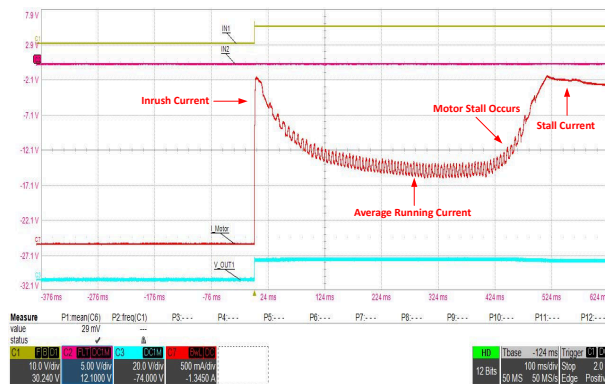 7.9 V
IN1
2.9 V
IN2
-2.1 V
Inrush Current
Motor Stall Occurs
Stall Current
-7.1 V
-12.1 V
-17.1 V
Average Running Current
-22.1 V
I_Motor
-27.1 V
V_OUT1
-32.1 V
-376 ms -276 ms -176 ms -76 ms 24 ms 124 ms 224 ms 324 ms 424 ms 524 ms 624 m
Measure P1:mean(C6) P2:freq(C1) P3:--- P4:--- P5:--- P6:--- P7:--- P8:--- P9:--- P10:--- P11:--- P12:---
value 29 mV ---
status
C1 C2 C3 C7 HD Tbase -124 ms Trigger C1
10.0 V/div 5.00 V/div 20.0 V/div 500 mA/div 12 Bits 100 ms/div Stop 2.0
30.240 V 12.1000 V -74.000 V -1.3450 A 50 MS 50 MS/s Edge Positiv